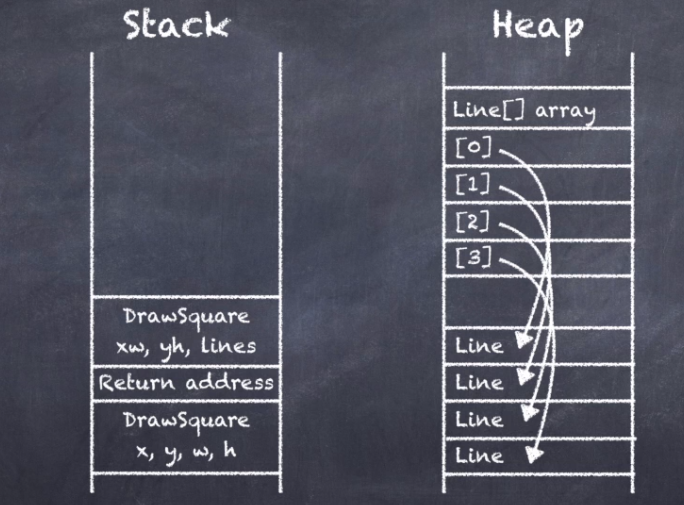 Stack
DrawSquare
xw, yh, lines
Return address
DrawSquare
x, y, w, h
Heap
Line[] array
[0]
[1]
[2]
[3]
Line
Line
Line
Line